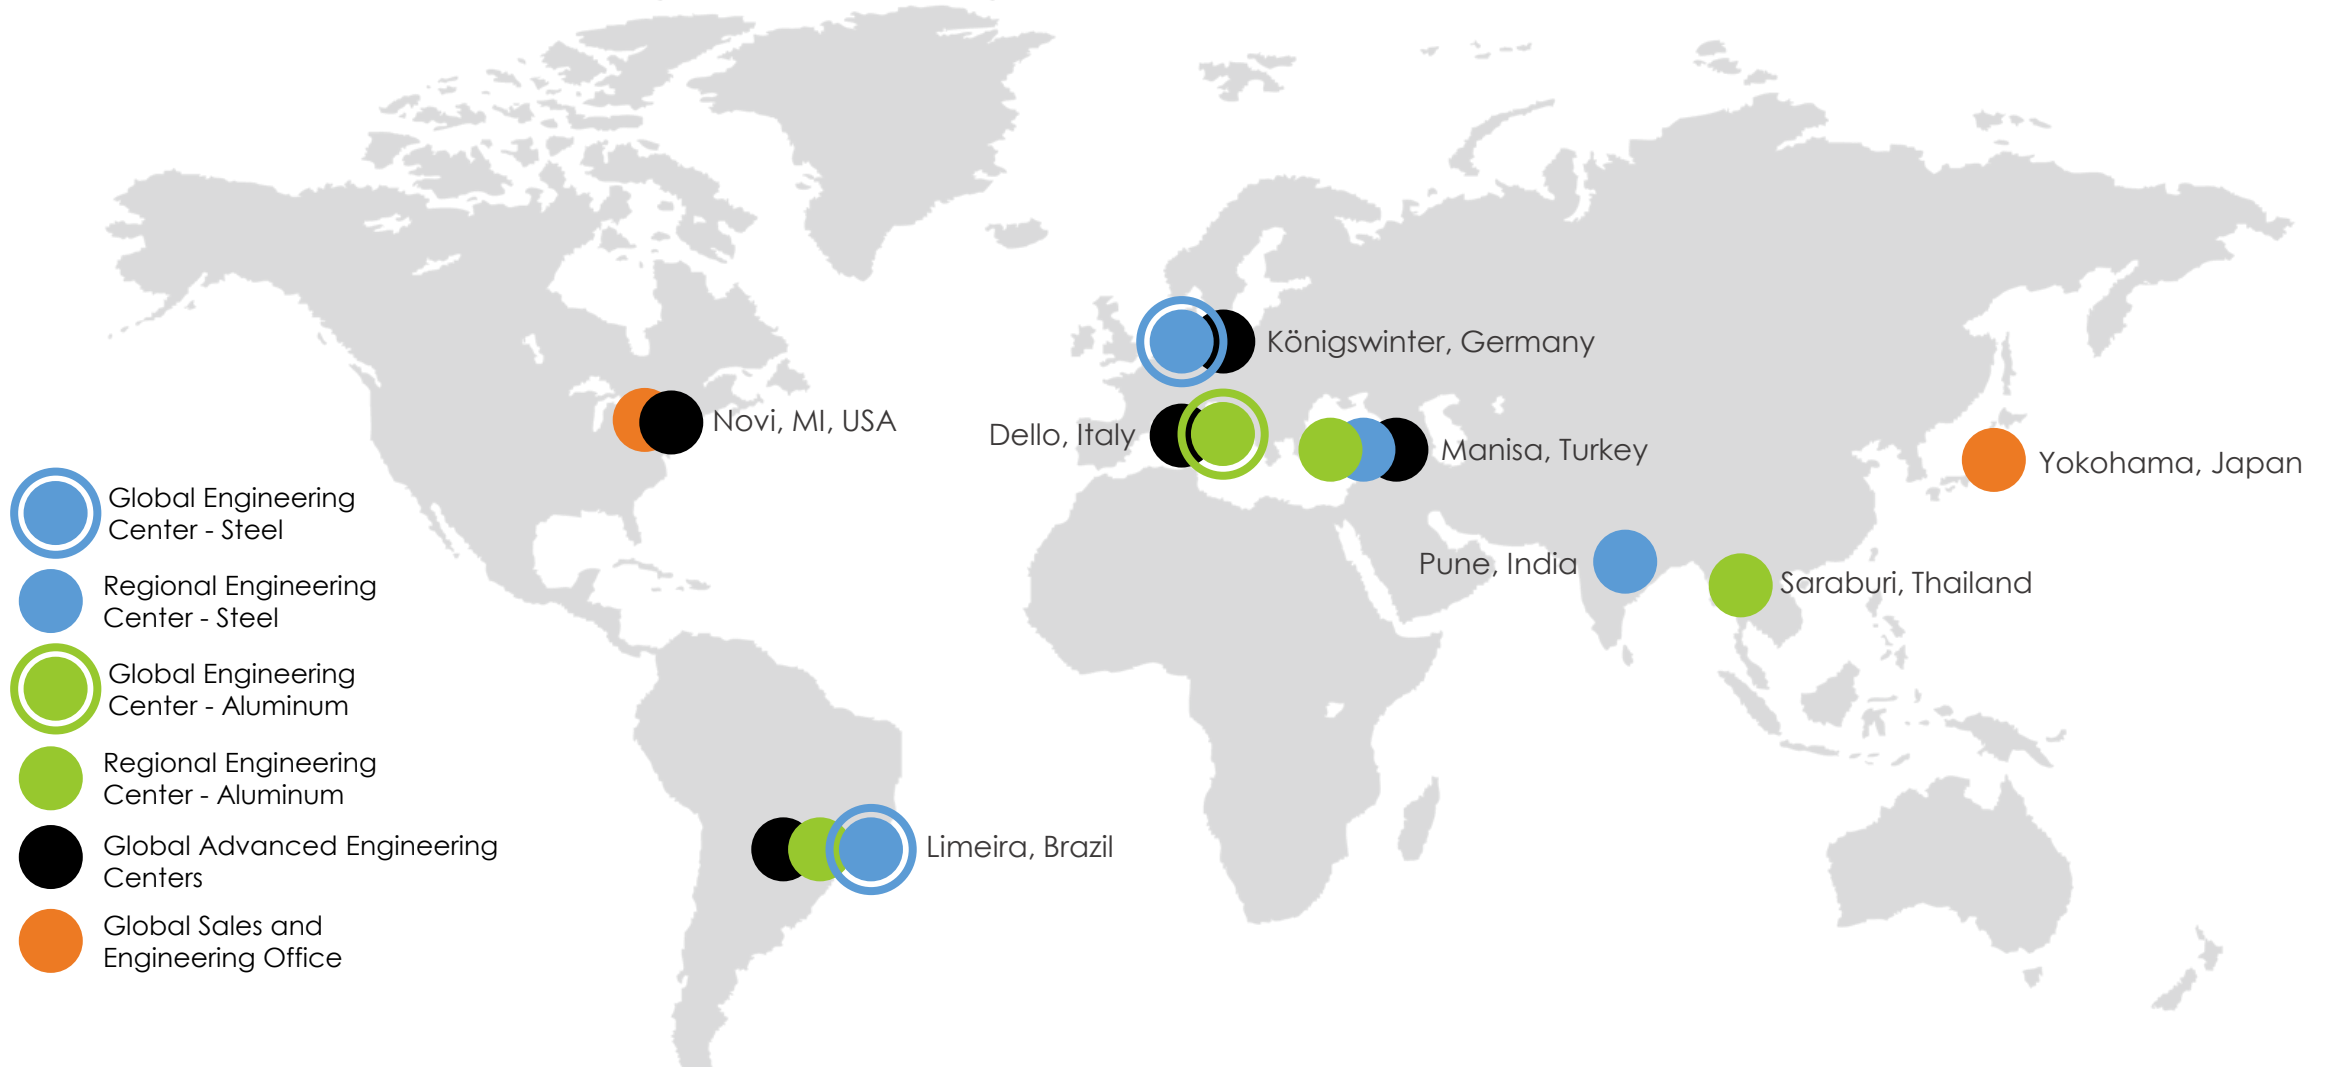 Königswinter, Germany
Novi, MI, USA
Dello, Italy
Manisa, Turkey
Yokohama, Japan
Pune, India
Saraburi, Thailand
Limeira, Brazil
Global Engineering
Center - Steel
Regional Engineering
Center - Steel
Global Engineering
Center - Aluminum
Regional Engineering
Center - Aluminum
Global Advanced Engineering
Centers
Global Sales and
Engineering Office